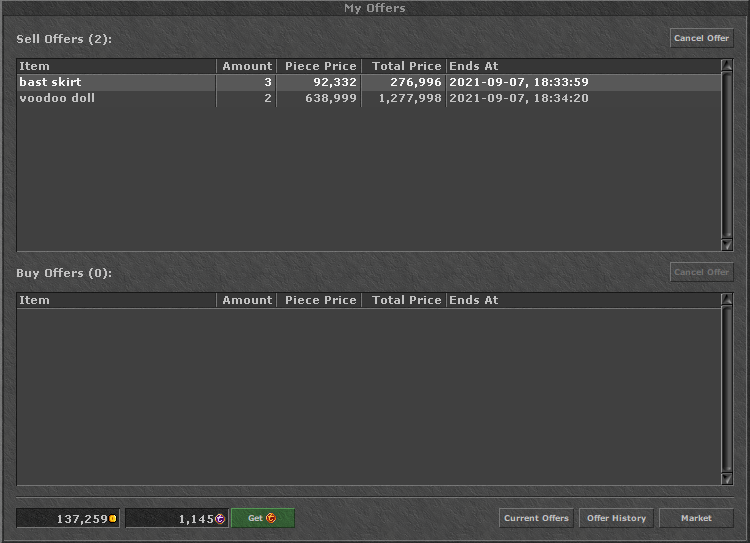 My Offers
Sell Offers (2): Cancel Offer
Item Amount Piece Price Total Price Ends At
bast skirt 3 92,332 276,996 2021-09-07, 18:33:59
voodoo doll 2 638,999 1,277,998 2021-09-07, 18:34:20
Buy Offers (0): Cancel Offer
Item Amount Piece Price Total Price Ends At
137,259 1,145 Get Current Offers Offer History Market